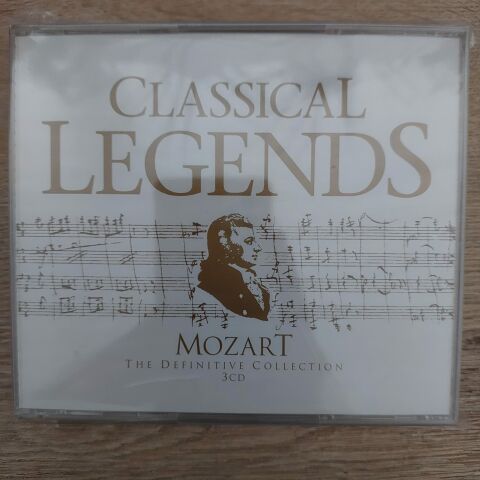 CLASSICAL
LEGENDS
MOZART
THE DEFINITIVE COLLECTION
3CD